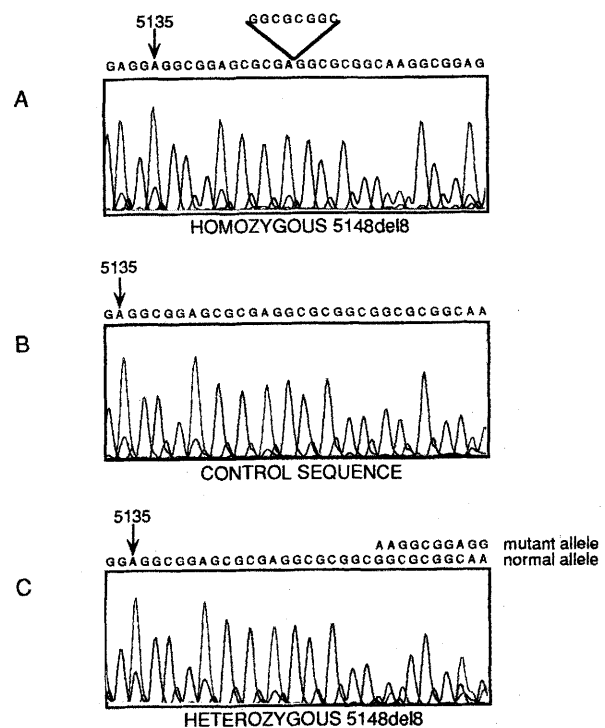 GGCGCGGC
5135
GAGGAGGCGGAGCGCGAGGCGCGGCAAGGCGGAG
A
HOMOZYGOUS 5148del8
5135
GAGGCGGAGCGCGAGGCGCGGCGGCGCGGCAA
B
CONTROL SEQUENCE
5135
AAGGCGGAGG mutant allele
GGAGGCGGAGCGCGAGGCGCGGCGGCGCGGCAA normal allele
C
HETEROZYGOUS 5148del8